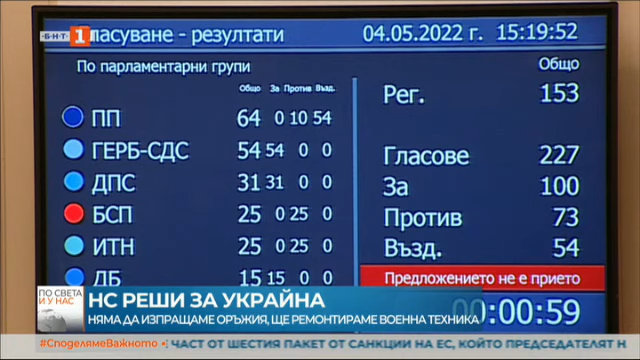 БНТ 1 ласуване - резултати 04.05.2022 г. 15:19:52
По парламентарни групи
Общо За Против Възд.
ПП 64 0 10 54
ГЕРБ-СДС 54 54 0 0
ДПС 31 31 0 0
БСП 25 0 25 0
ИТН 25 0 25 0
ДБ 15 15 0 0
Общо
Рег. 153
Гласове 227
За 100
Против 73
Възд. 54
Предложението не е прието
00:00:59
ПО СВЕТА
И У НАС
НС РЕШИ ЗА УКРАЙНА
НЯМА ДА ИЗПРАЩАМЕ ОРЪЖИЯ, ЩЕ РЕМОНТИРАМЕ ВОЕННА ТЕХНИКА
#СподелямеВажното ЧАСТ ОТ ШЕСТИЯ ПАКЕТ ОТ САНКЦИИ НА ЕС, КОЙТО ПРЕДСЕДАТЕЛЯТ Н